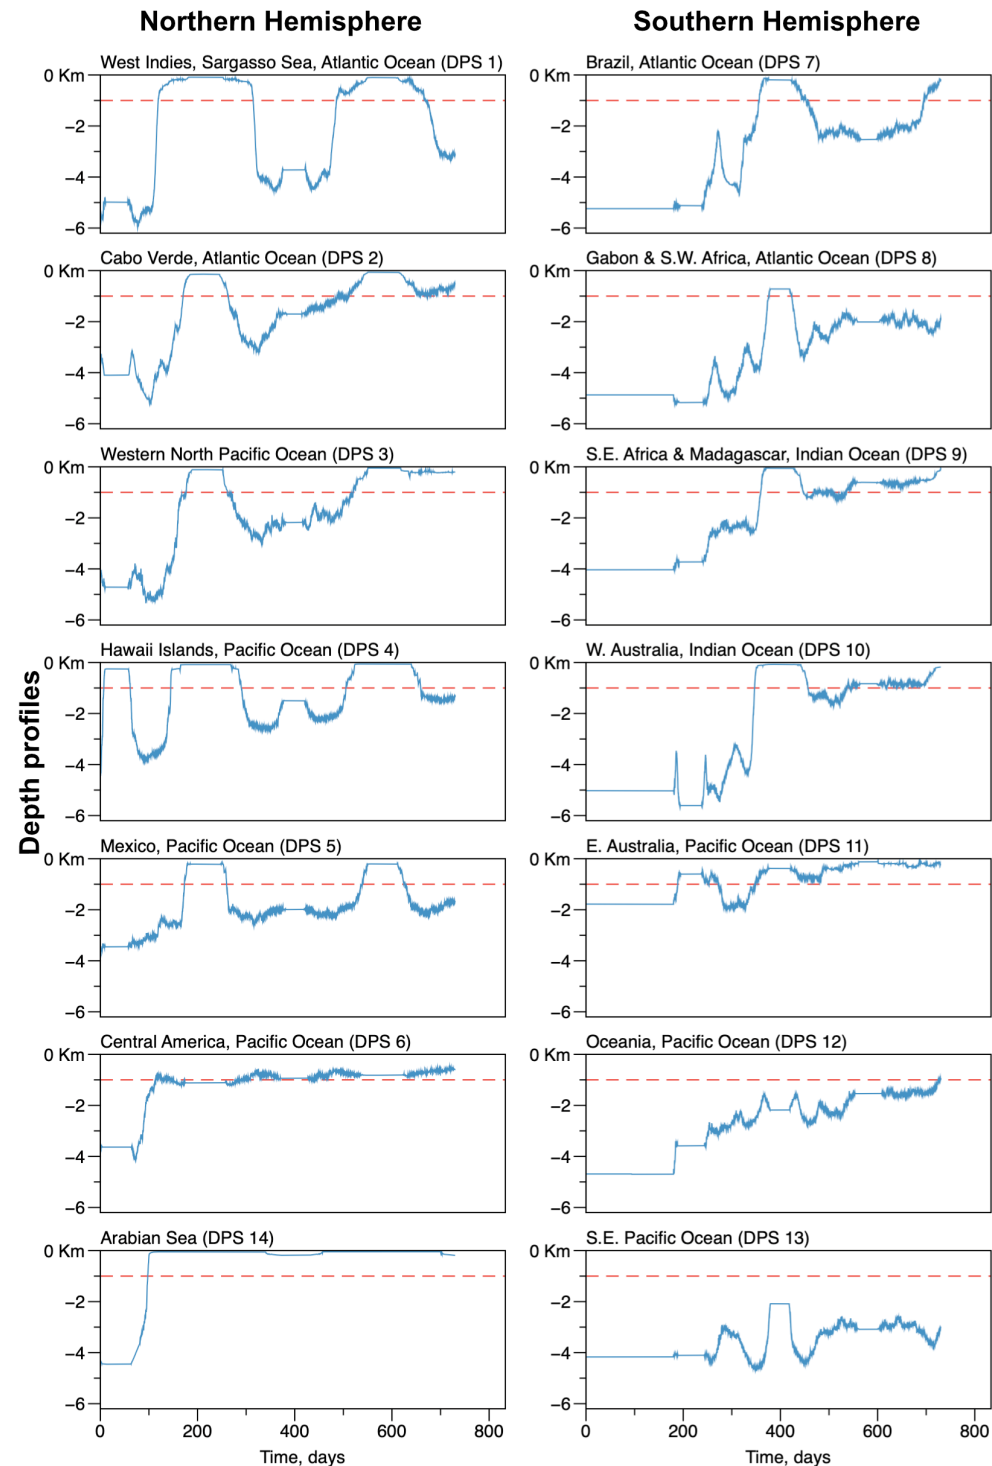 Northern Hemisphere
Southern Hemisphere
Depth profiles
West Indies, Sargasso Sea, Atlantic Ocean (DPS 1)
0 Km
−2
−4
−6
Brazil, Atlantic Ocean (DPS 7)
0 Km
−2
−4
−6
Cabo Verde, Atlantic Ocean (DPS 2)
0 Km
−2
−4
−6
Gabon & S.W. Africa, Atlantic Ocean (DPS 8)
0 Km
−2
−4
−6
Western North Pacific Ocean (DPS 3)
0 Km
−2
−4
−6
S.E. Africa & Madagascar, Indian Ocean (DPS 9)
0 Km
−2
−4
−6
Hawaii Islands, Pacific Ocean (DPS 4)
0 Km
−2
−4
−6
W. Australia, Indian Ocean (DPS 10)
0 Km
−2
−4
−6
Mexico, Pacific Ocean (DPS 5)
0 Km
−2
−4
−6
E. Australia, Pacific Ocean (DPS 11)
0 Km
−2
−4
−6
Central America, Pacific Ocean (DPS 6)
0 Km
−2
−4
−6
Oceania, Pacific Ocean (DPS 12)
0 Km
−2
−4
−6
Arabian Sea (DPS 14)
0 Km
−2
−4
−6
0 200 400 600 800
Time, days
S.E. Pacific Ocean (DPS 13)
0 Km
−2
−4
−6
0 200 400 600 800
Time, days